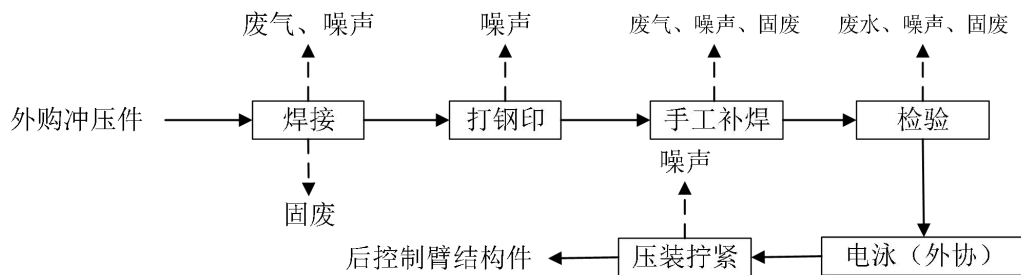 废气、噪声
噪声
废气、噪声、固废
废水、噪声、固废
外购冲压件
焊接
打钢印
手工补焊
检验
固废
噪声
后控制臂结构件
压装拧紧
电泳（外协）